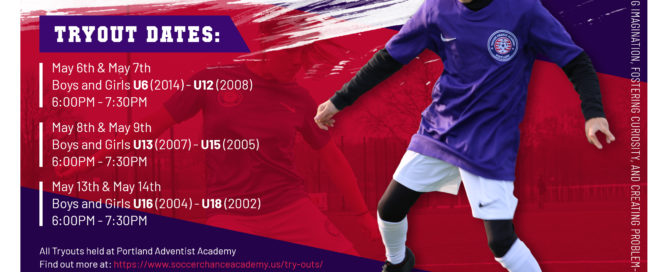 TRYOUT DATES:
May 6th & May 7th
Boys and Girls U6 (2014) - U12 (2008)
6:00PM - 7:30PM
May 8th & May 9th
Boys and Girls U13 (2007) - U15 (2005)
6:00PM - 7:30PM
May 13th & May 14th
Boys and Girls U16 (2004) - U18 (2002)
6:00PM - 7:30PM
All Tryouts held at Portland Adventist Academy
Find out more at: https://www.socceracademy.us/try-outs/
IMAGINATION, FOSTERING CURIOSITY, AND CREATING PROBLEM-